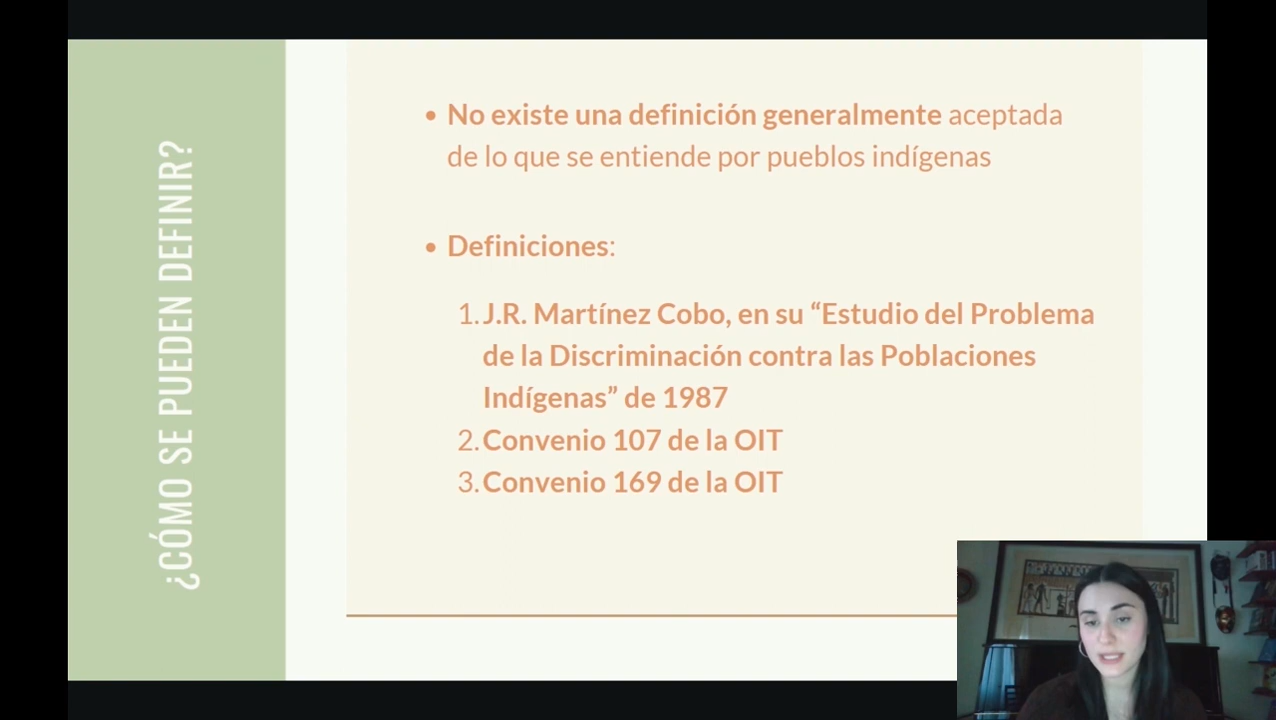 ¿CÓMO SE PUEDEN DEFINIR?
• No existe una definición generalmente aceptada
de lo que se entiende por pueblos indígenas
• Definiciones:
1. J.R. Martínez Cobo, en su “Estudio del Problema
de la Discriminación contra las Poblaciones
Indígenas” de 1987
2. Convenio 107 de la OIT
3. Convenio 169 de la OIT